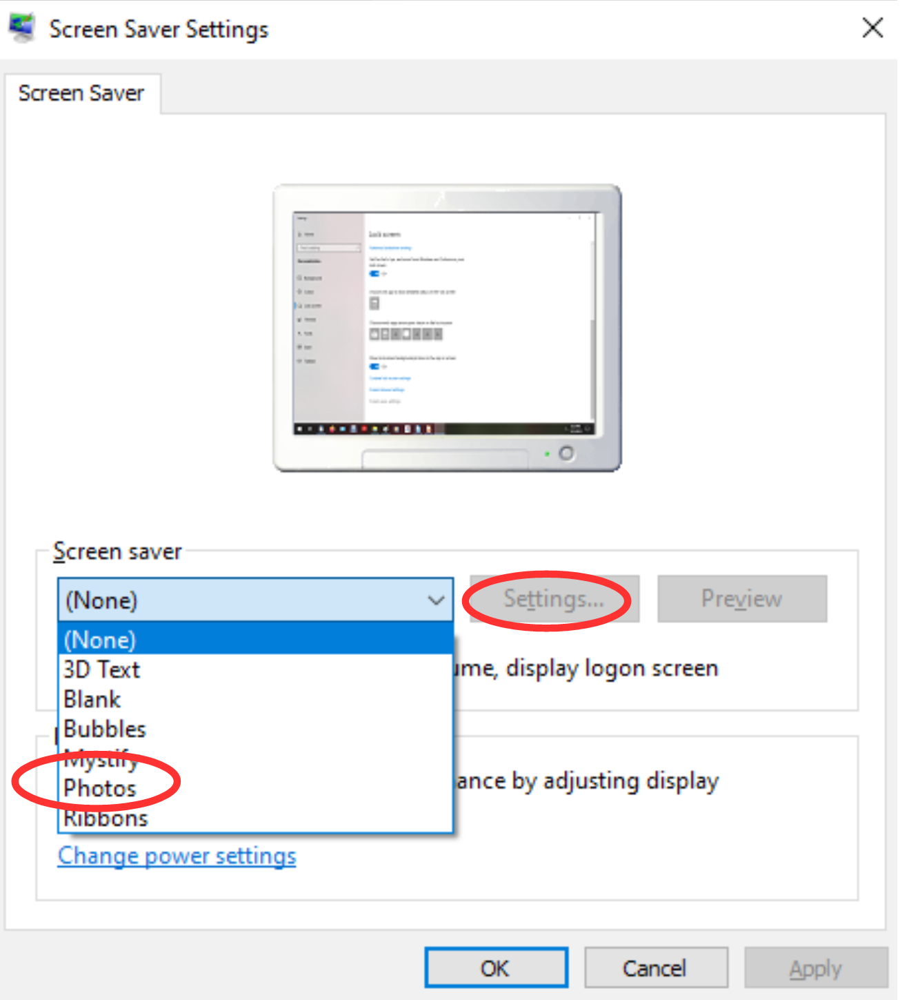 Screen Saver Settings
Screen Saver
Lock screen
Screen saver
(None)
Settings...
Preview
(None)
3D Text
ume, display logon screen
Blank
Bubbles
Mystify
ance by adjusting display
Photos
Ribbons
Change power settings
OK
Cancel
Apply